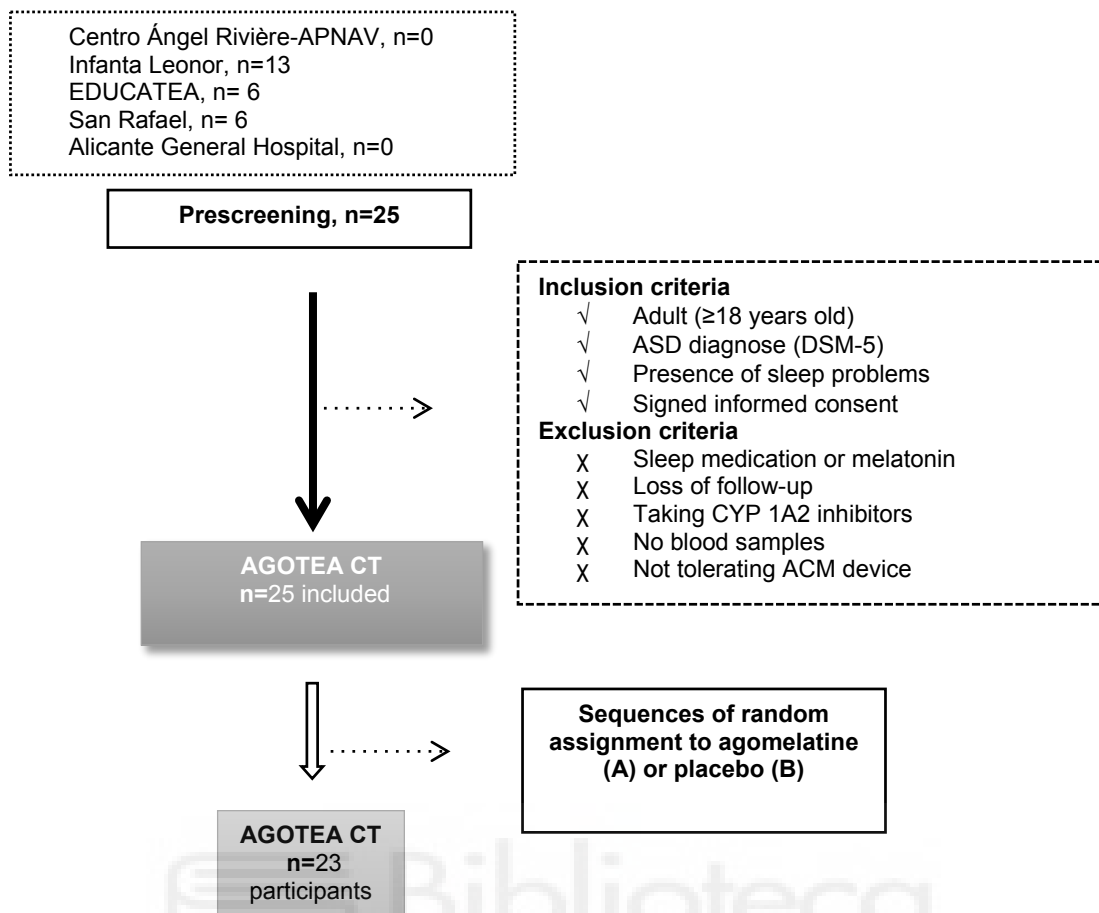 Centro Ángel Rivière-APNAV, n=0
Infanta Leonor, n=13
EDUCATEA, n= 6
San Rafael, n= 6
Alicante General Hospital, n=0
Prescreening, n=25
Inclusion criteria
√ Adult (≥18 years old)
√ ASD diagnose (DSM-5)
√ Presence of sleep problems
√ Signed informed consent
Exclusion criteria
χ Sleep medication or melatonin
χ Loss of follow-up
χ Taking CYP 1A2 inhibitors
χ No blood samples
χ Not tolerating ACM device
AGOTEA CT
n=25 included
Sequences of random
assignment to agomelatine
(A) or placebo (B)
AGOTEA CT
n=23
participants
Biblioteca